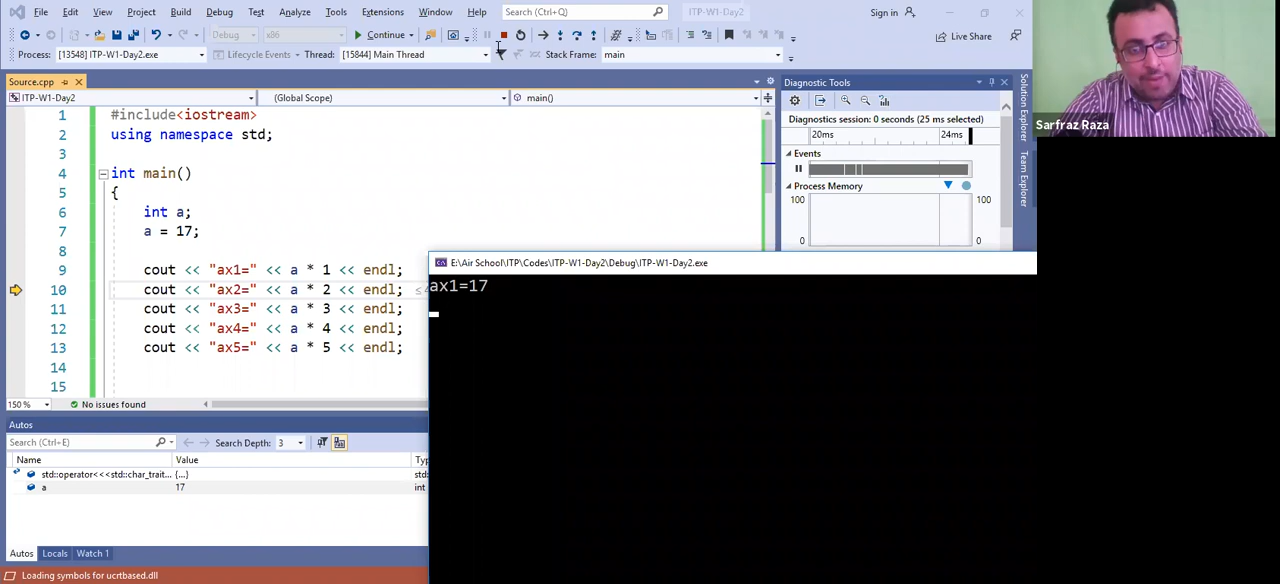 File Edit View Project Build Debug Test Analyze Tools Extensions Window Help Search (Ctrl+Q) ITP-W1-Day2 Sign in
Debug x86 Continue Live Share
Process: [13548] ITP-W1-Day2.exe Lifecycle Events Thread: [15844] Main Thread Stack Frame: main
Source.cpp
ITP-W1-Day2 (Global Scope) main()
1 #include<iostream>
2 using namespace std;
3
4 int main()
5 {
6 int a;
7 a = 17;
8
9 cout << "ax1=" << a * 1 << endl;
10 cout << "ax2=" << a * 2 << endl;
11 cout << "ax3=" << a * 3 << endl;
12 cout << "ax4=" << a * 4 << endl;
13 cout << "ax5=" << a * 5 << endl;
14
15
150 % No issues found
Autos
Search (Ctrl+E) Search Depth: 3
Name Value Typ
std::operator<<<std::char_trait... {...} std
a 17 int
Autos Locals Watch 1
Loading symbols for ucrtbased.dll
E:\Air School\ITP\Codes\ITP-W1-Day2\Debug\ITP-W1-Day2.exe
ax1=17
Diagnostic Tools
Diagnostics session: 0 seconds (25 ms selected)
20ms 24ms
Events
Process Memory
100 100
0 0
Solution Explorer
Team Explorer
Sarfraz Raza